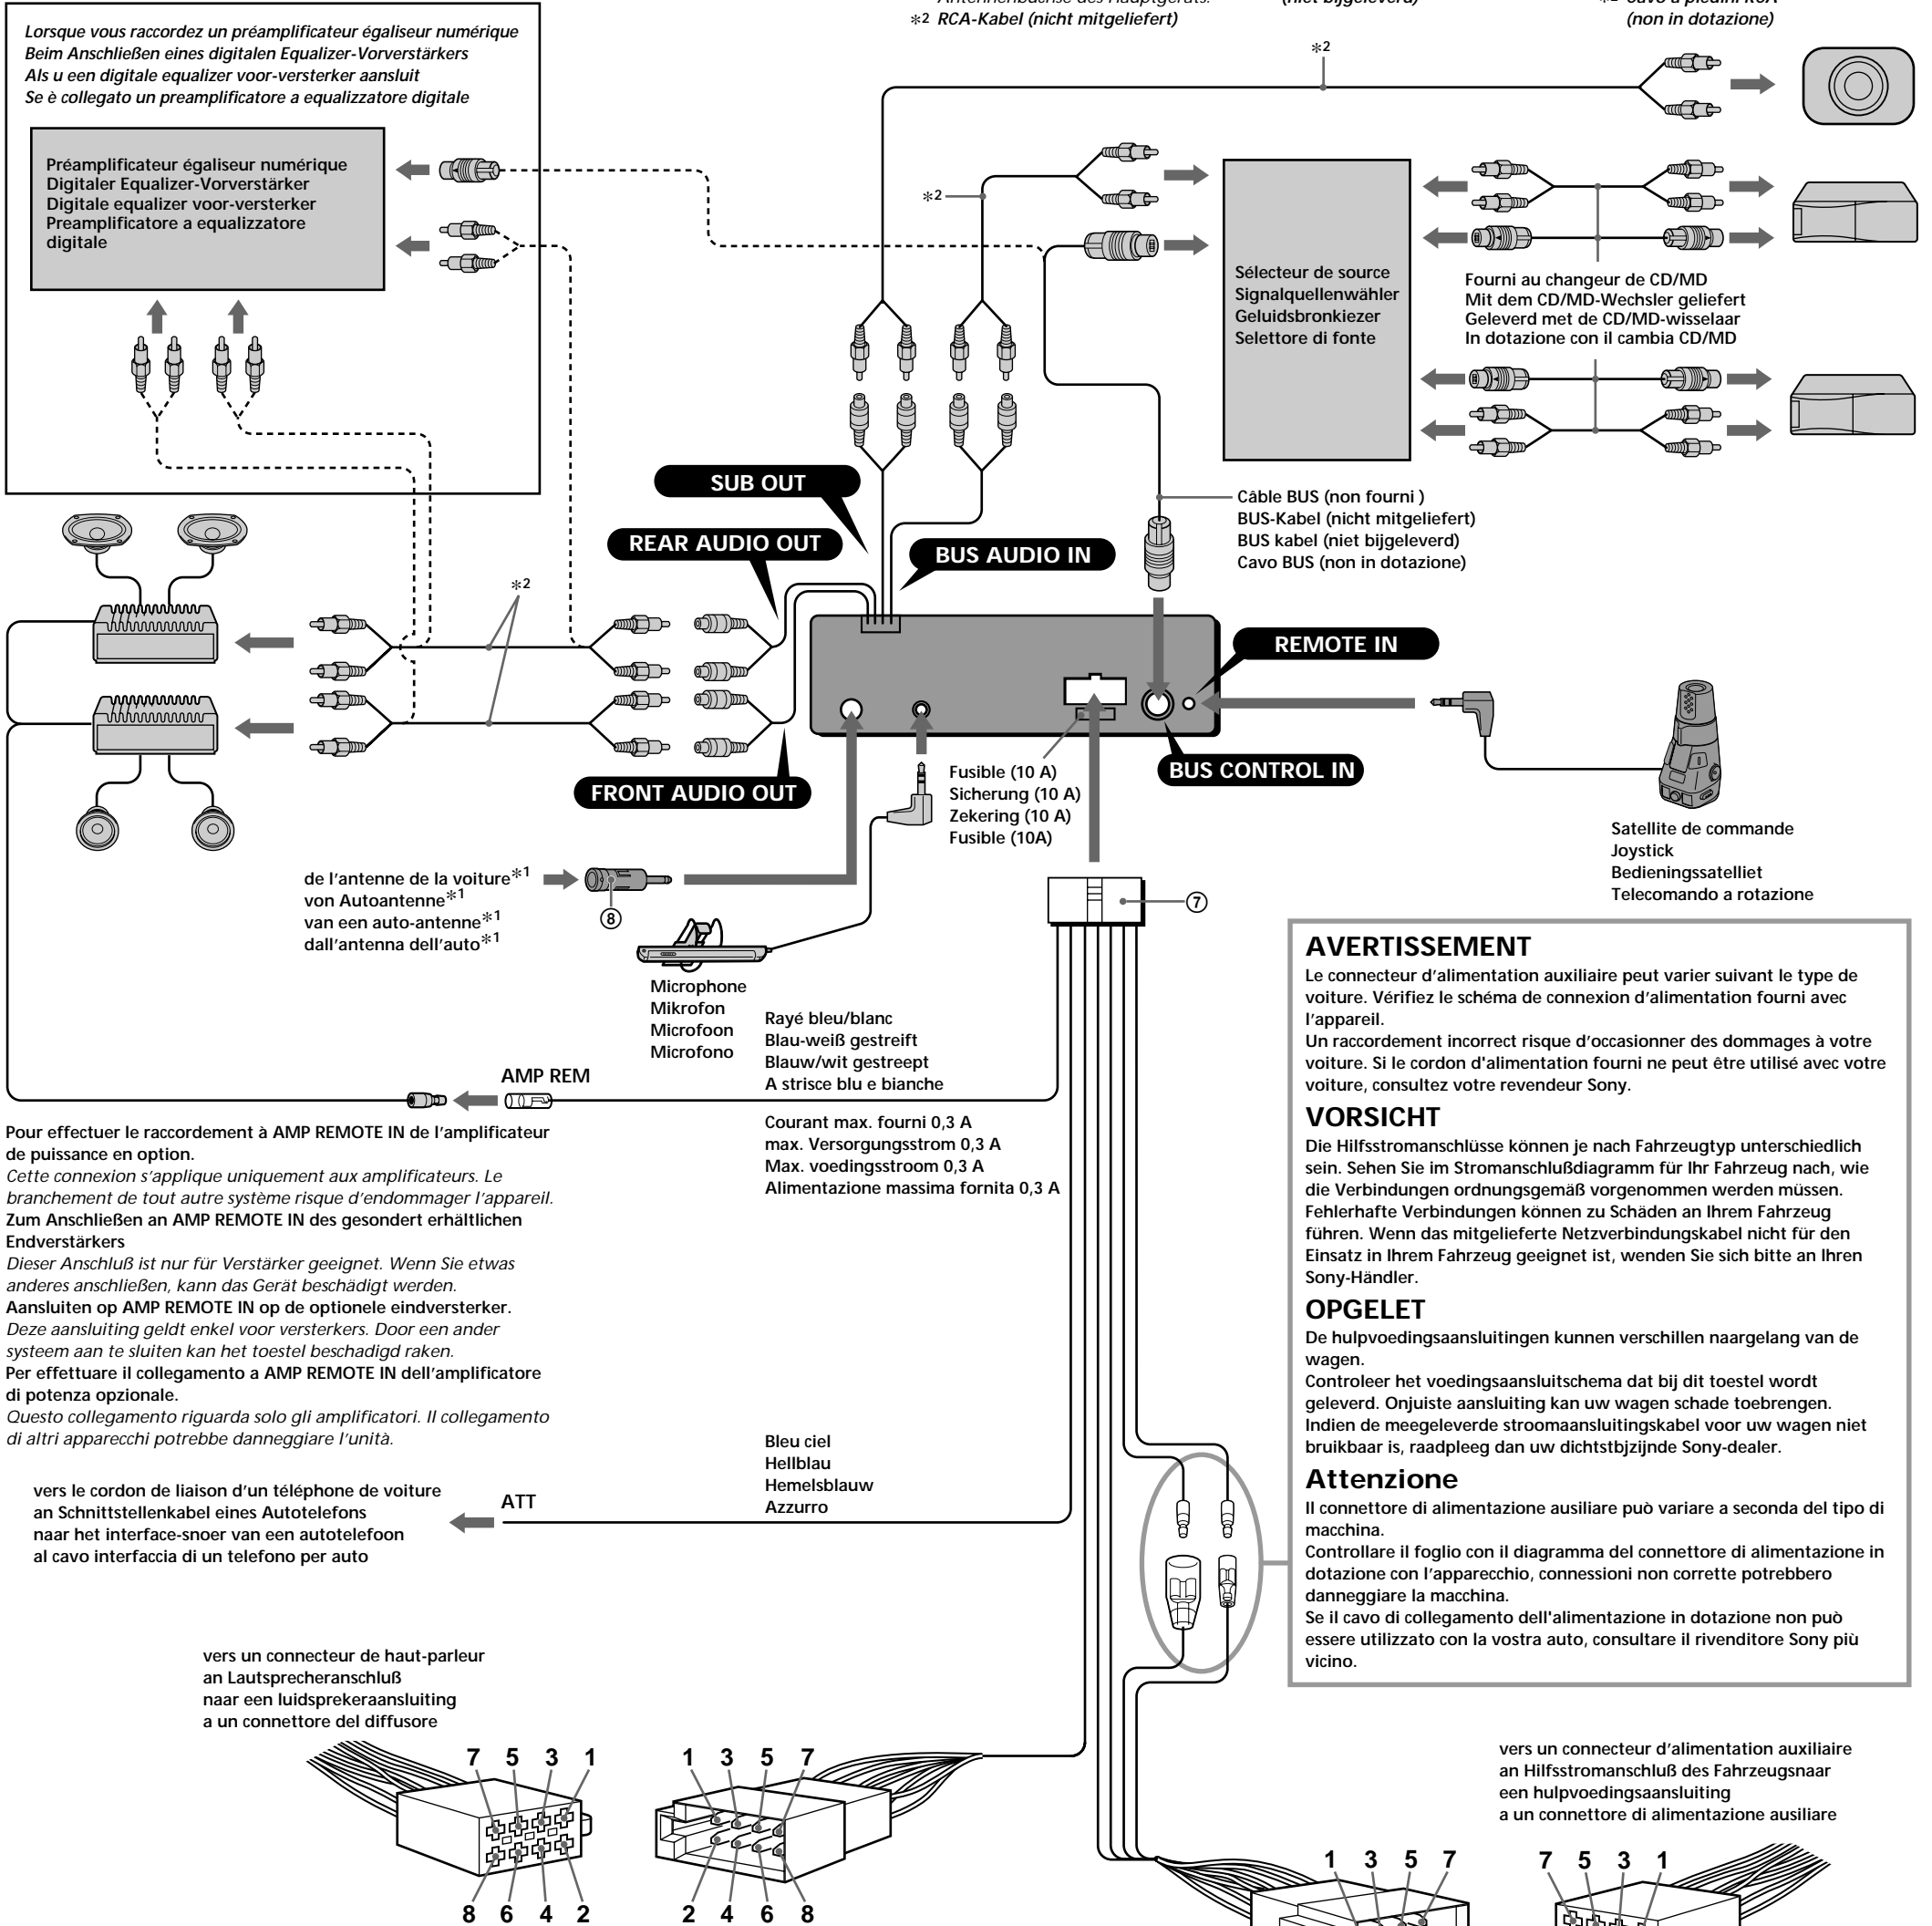 Antennenbuchse des Hauptgeräts.
*2 RCA-Kabel (nicht mitgeliefert)
(niet bijgeleverd)
(non in dotazione)
Lorsque vous raccordez un préamplificateur égaliseur numérique
Beim Anschließen eines digitalen Equalizer-Vorverstärkers
Als u een digitale equalizer voor-versterker aansluit
Se è collegato un preamplificatore a equalizzatore digitale
Préamplificateur égaliseur numérique
Digitaler Equalizer-Vorverstärker
Digitale equalizer voor-versterker
Preamplificatore a equalizzatore
digitale
*2
*2
Sélecteur de source
Signalquellenwähler
Geluidsbronkiezer
Selettore di fonte
Fourni au changeur de CD/MD
Mit dem CD/MD-Wechsler geliefert
Geleverd met de CD/MD-wisselaar
In dotazione con il cambia CD/MD
SUB OUT
REAR AUDIO OUT
BUS AUDIO IN
Câble BUS (non fourni )
BUS-Kabel (nicht mitgeliefert)
BUS kabel (niet bijgeleverd)
Cavo BUS (non in dotazione)
*2
REMOTE IN
FRONT AUDIO OUT
Fusible (10 A)
Sicherung (10 A)
Zekering (10 A)
Fusible (10A)
BUS CONTROL IN
Satellite de commande
Joystick
Bedieningssatelliet
Telecomando a rotazione
de l'antenne de la voiture*1
von Autoantenne*1
van een auto-antenne*1
dall'antenna dell'auto*1
⑧
⑦
Microphone
Mikrofon
Microfoon
Microfono
Rayé bleu/blanc
Blau-weiß gestreift
Blauw/wit gestreept
A strisce blu e bianche
AMP REM
Courant max. fourni 0,3 A
max. Versorgungsstrom 0,3 A
Max. voedingsstroom 0,3 A
Alimentazione massima fornita 0,3 A
Pour effectuer le raccordement à AMP REMOTE IN de l'amplificateur
de puissance en option.
Cette connexion s'applique uniquement aux amplificateurs. Le
branchement de tout autre système risque d'endommager l'appareil.
Zum Anschließen an AMP REMOTE IN des gesondert erhältlichen
Endverstärkers
Dieser Anschluß ist nur für Verstärker geeignet. Wenn Sie etwas
anderes anschließen, kann das Gerät beschädigt werden.
Aansluiten op AMP REMOTE IN op de optionele eindversterker.
Deze aansluiting geldt enkel voor versterkers. Door een ander
systeem aan te sluiten kan het toestel beschadigd raken.
Per effettuare il collegamento a AMP REMOTE IN dell'amplificatore
di potenza opzionale.
Questo collegamento riguarda solo gli amplificatori. Il collegamento
di altri apparecchi potrebbe danneggiare l'unità.
AVERTISSEMENT
Le connecteur d'alimentation auxiliaire peut varier suivant le type de
voiture. Vérifiez le schéma de connexion d'alimentation fourni avec
l'appareil.
Un raccordement incorrect risque d'occasionner des dommages à votre
voiture. Si le cordon d'alimentation fourni ne peut être utilisé avec votre
voiture, consultez votre revendeur Sony.
VORSICHT
Die Hilfsstromanschlüsse können je nach Fahrzeugtyp unterschiedlich
sein. Sehen Sie im Stromanschlußdiagramm für Ihr Fahrzeug nach, wie
die Verbindungen ordnungsgemäß vorgenommen werden müssen.
Fehlerhafte Verbindungen können zu Schäden an Ihrem Fahrzeug
führen. Wenn das mitgelieferte Netzverbindungskabel nicht für den
Einsatz in Ihrem Fahrzeug geeignet ist, wenden Sie sich bitte an Ihren
Sony-Händler.
OPGELET
De hulpvoedingsaansluitingen kunnen verschillen naargelang van de
wagen.
Controleer het voedingsaansluitschema dat bij dit toestel wordt
geleverd. Onjuiste aansluiting kan uw wagen schade toebrengen.
Indien de meegeleverde stroomaansluitingskabel voor uw wagen niet
bruikbaar is, raadpleeg dan uw dichtstbjzijnde Sony-dealer.
Attenzione
Il connettore di alimentazione ausiliare può variare a seconda del tipo di
macchina.
Controllare il foglio con il diagramma del connettore di alimentazione in
dotazione con l'apparecchio, connessioni non corrette potrebbero
danneggiare la macchina.
Se il cavo di collegamento dell'alimentazione in dotazione non può
essere utilizzato con la vostra auto, consultare il rivenditore Sony più
vicino.
Bleu ciel
Hellblau
Hemelsblauw
Azzurro
vers le cordon de liaison d'un téléphone de voiture
an Schnittstellenkabel eines Autotelefons
naar het interface-snoer van een autotelefoon
al cavo interfaccia di un telefono per auto
ATT
vers un connecteur de haut-parleur
an Lautsprecheranschluß
naar een luidsprekeraansluiting
a un connettore del diffusore
7 5 3 1
1 3 5 7
8 6 4 2
2 4 6 8
vers un connecteur d'alimentation auxiliaire
an Hilfsstromanschluß des Fahrzeugsnaar
een hulpvoedingsaansluiting
a un connettore di alimentazione ausiliare
1 3 5 7
7 5 3 1